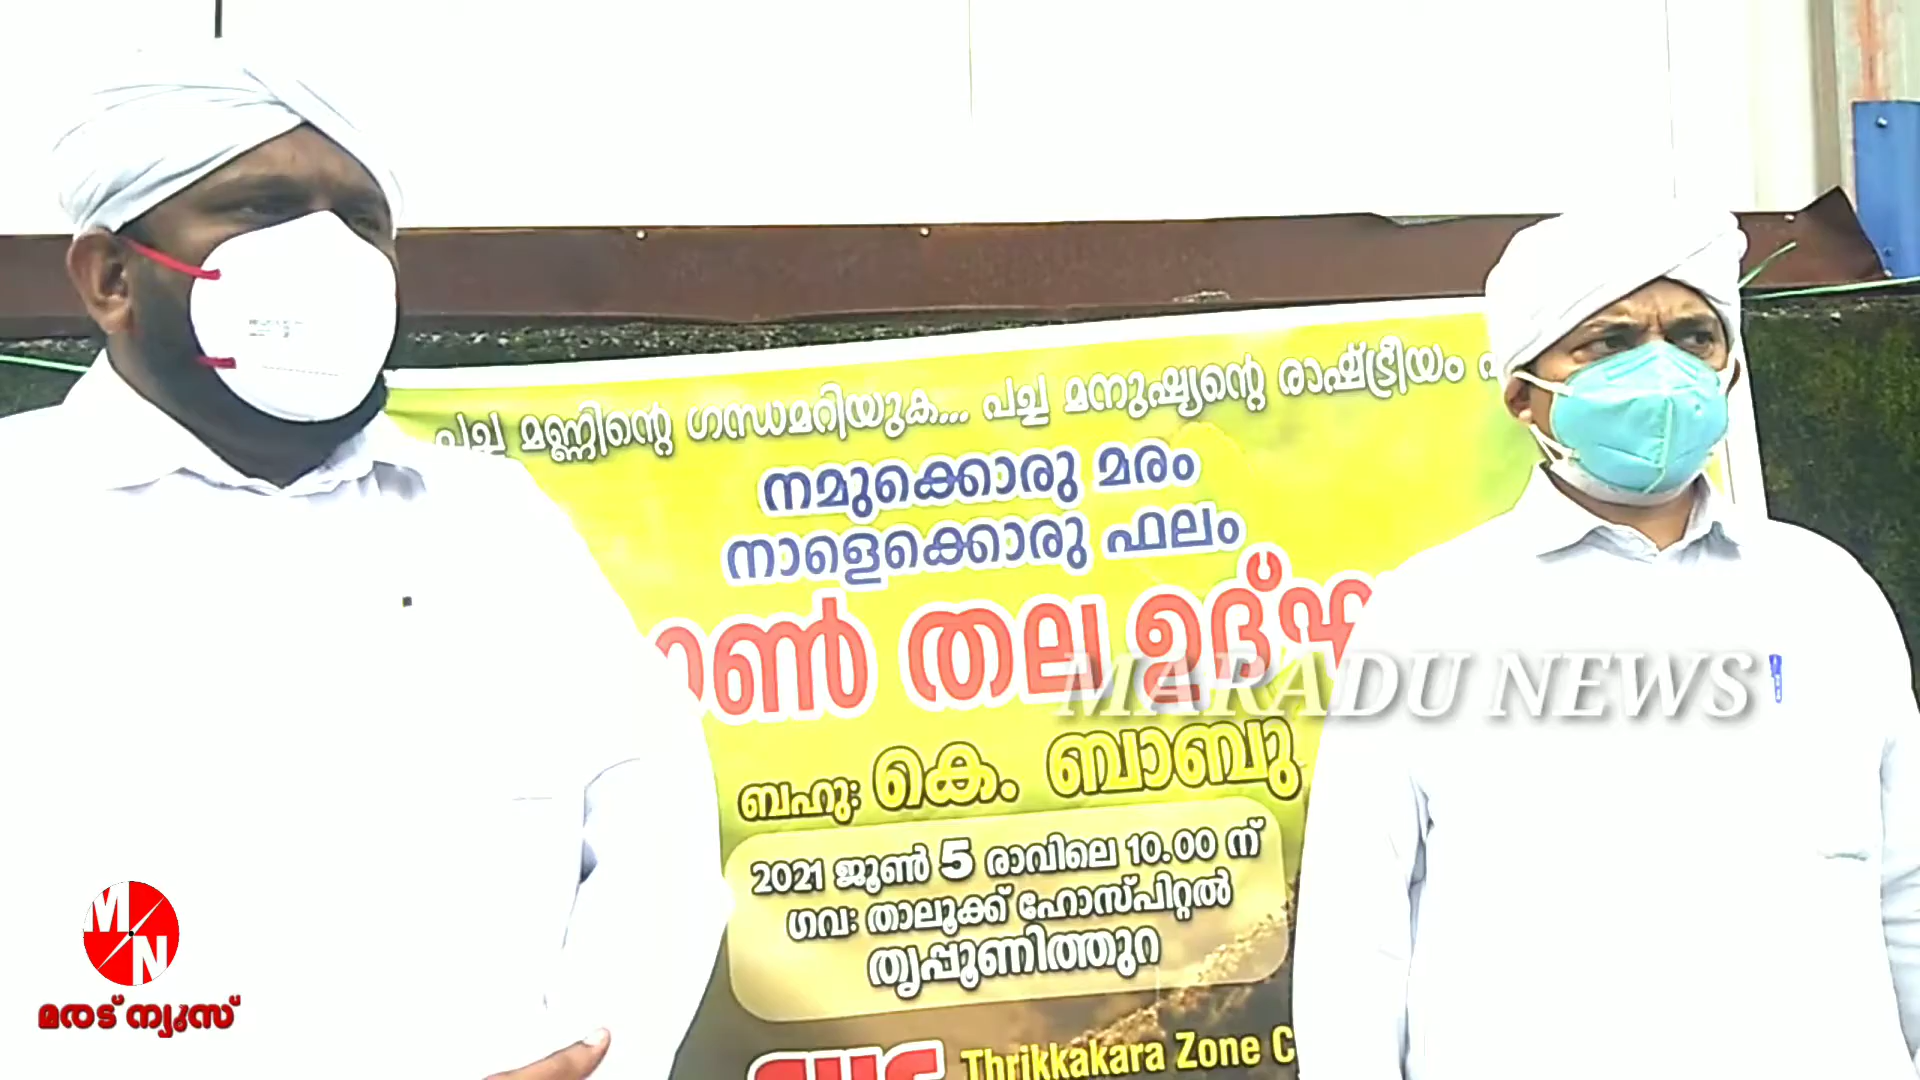 പച്ച മണ്ണിന്റെ ഗന്ധമറിയുക... പച്ച മനുഷ്യന്റെ രാഷ്ട്രീയം
നമുക്കൊരു മരം
നാളെക്കൊരു ഫലം
തല
MARADU NEWS
ബഹു: കെ. ബാബു
2021 ജൂൺ 5 രാവിലെ 10.00 ന്
ഗവ: താലൂക്ക് ഹോസ്പിറ്റൽ
തൃപ്പൂണിത്തുറ
Thrikkakara Zone
MN
മരട് ന്യൂസ്